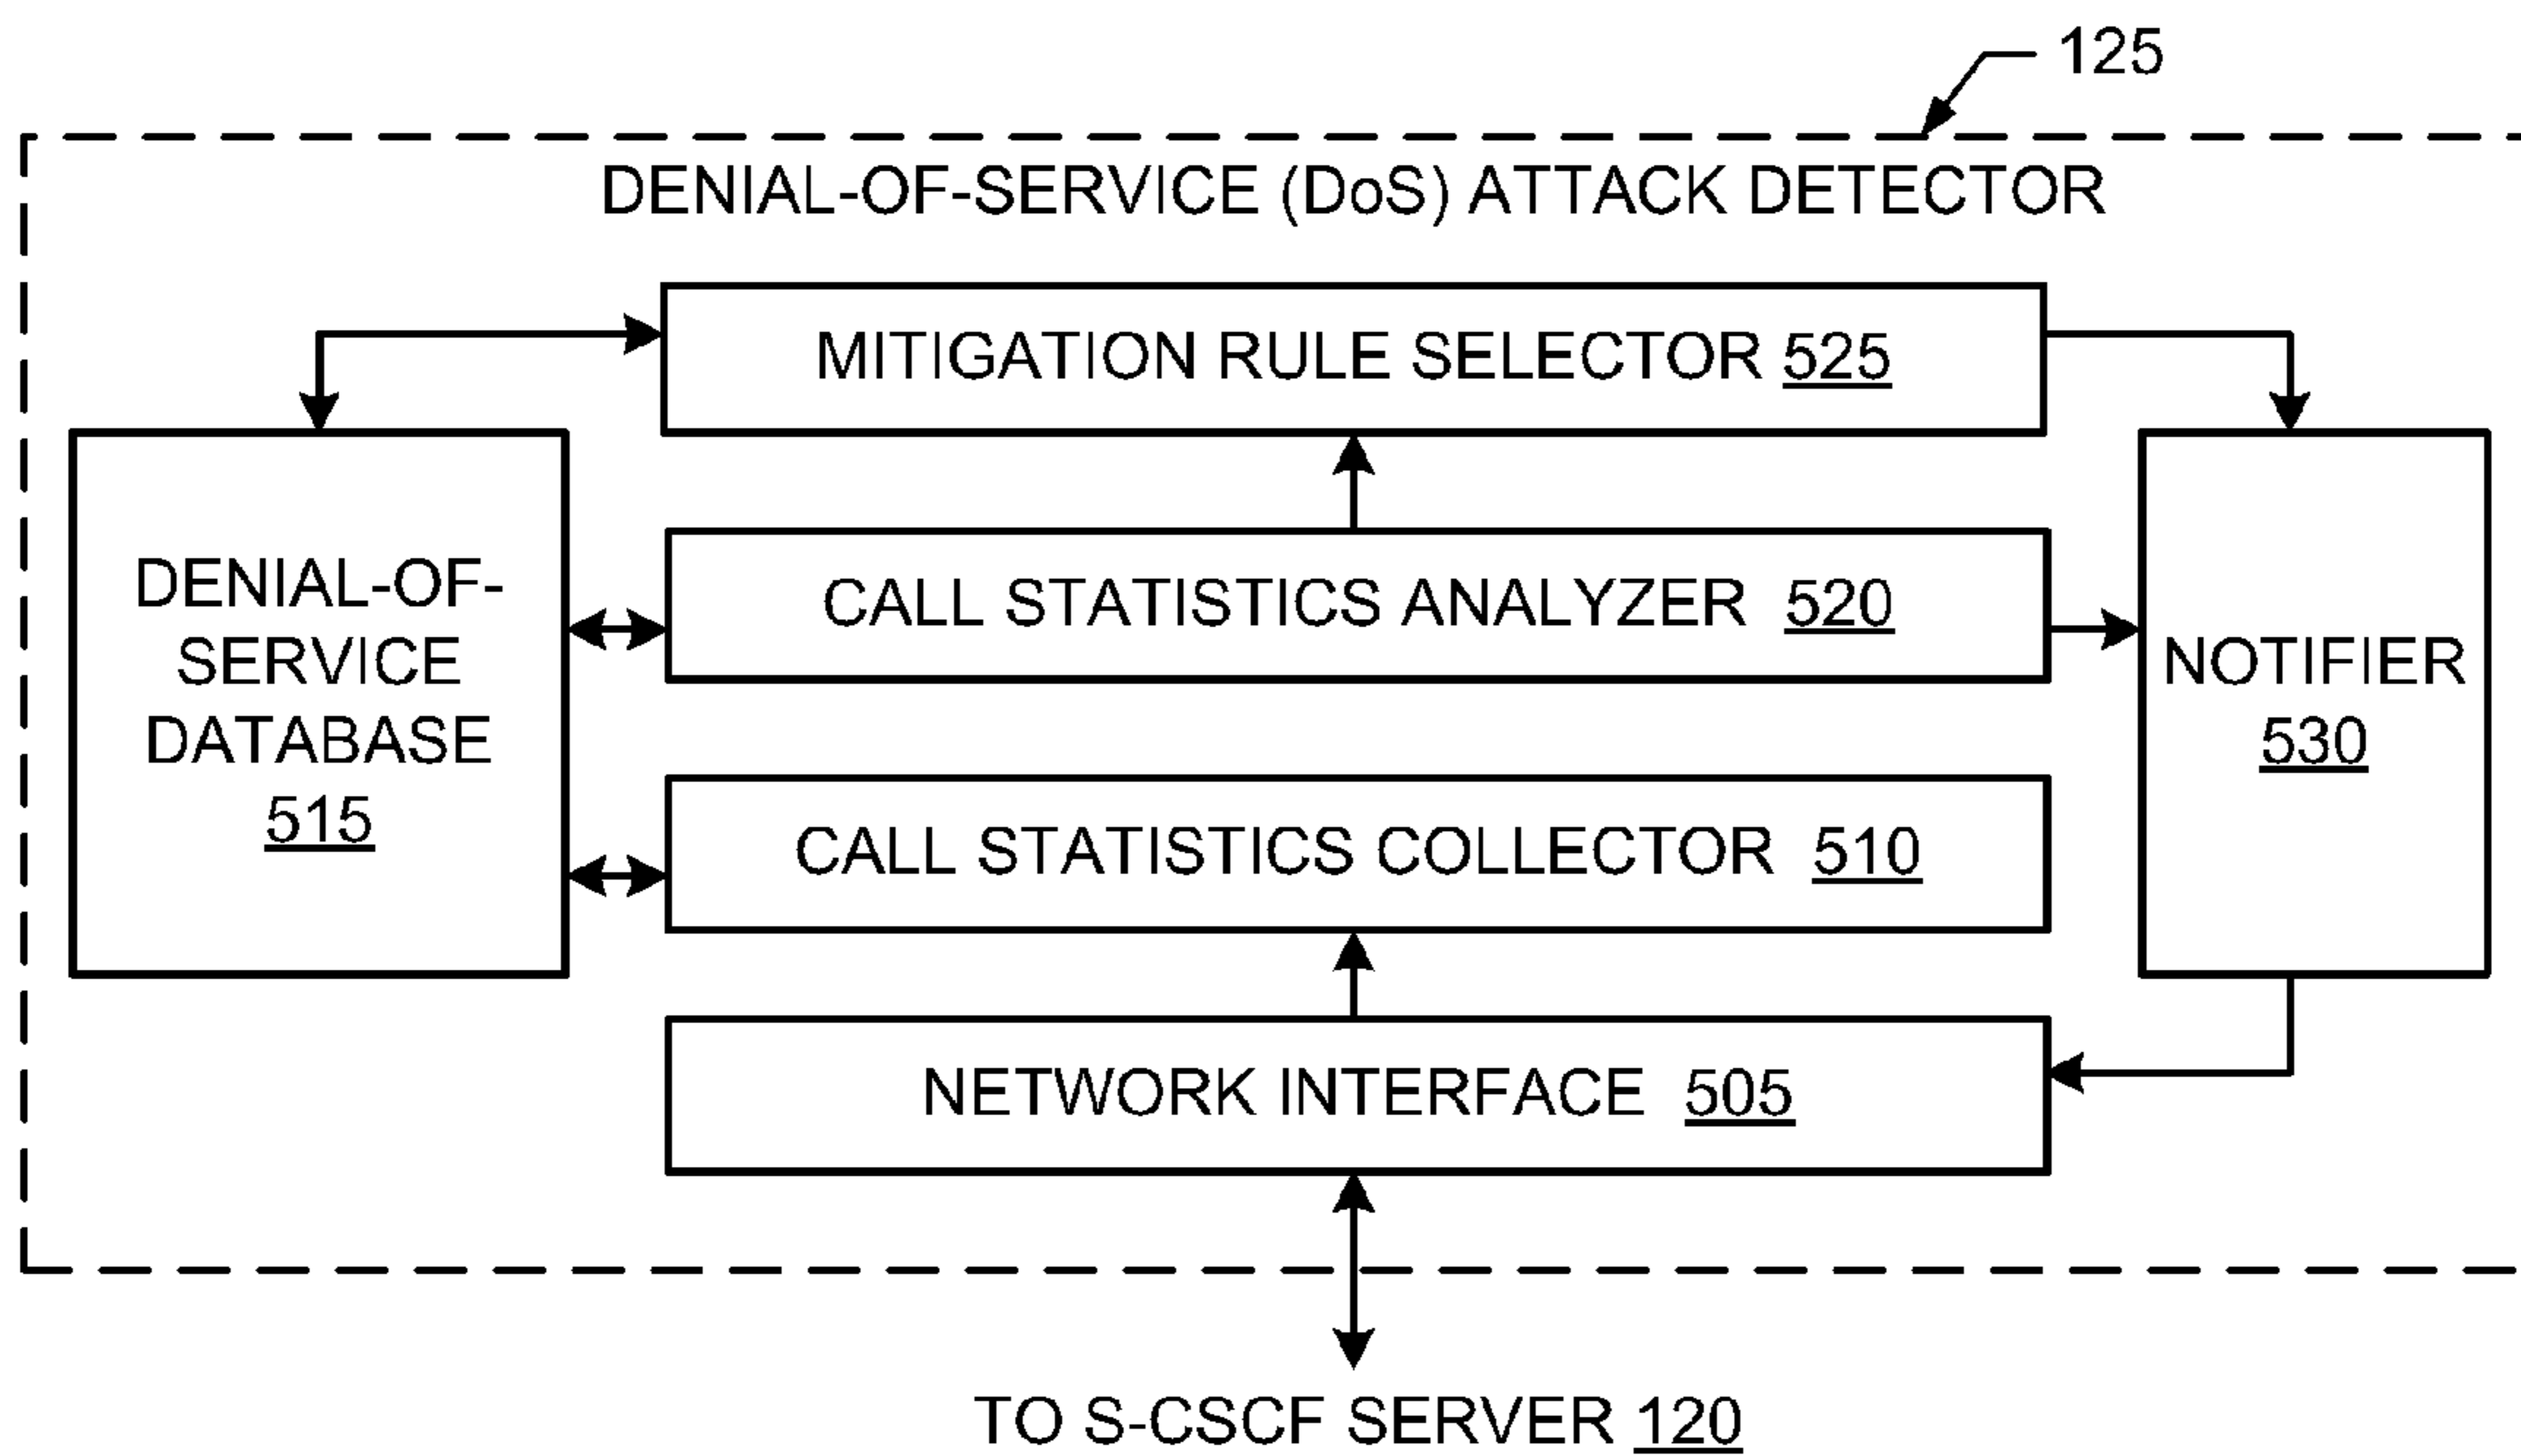 125
DENIAL-OF-SERVICE (DoS) ATTACK DETECTOR
MITIGATION RULE SELECTOR 525
DENIAL-OF-
SERVICE
DATABASE
515
CALL STATISTICS ANALYZER 520
CALL STATISTICS COLLECTOR 510
NOTIFIER
530
NETWORK INTERFACE 505
TO S-CSCF SERVER 120